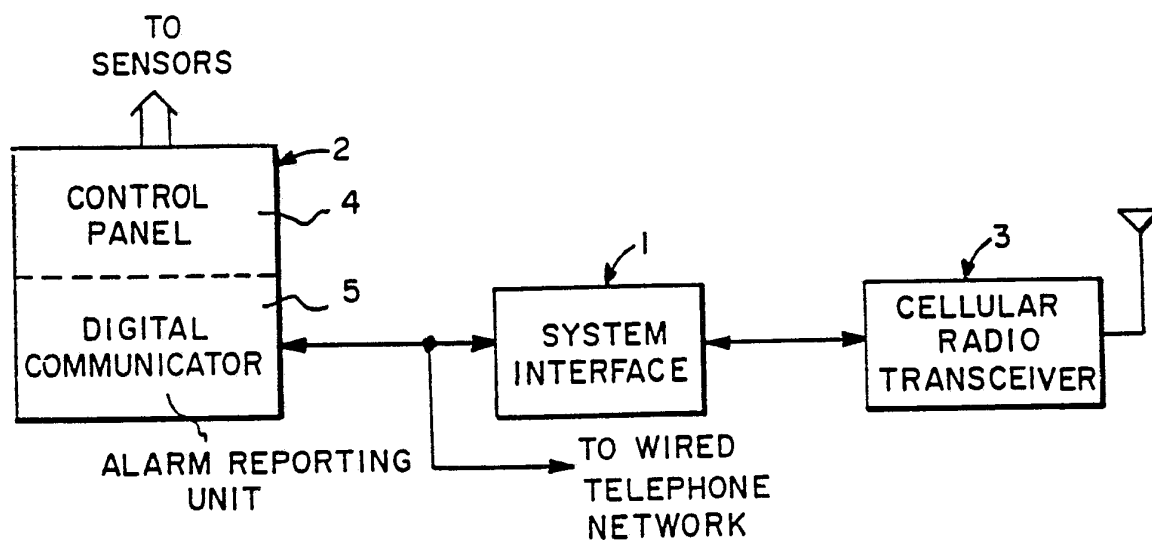 TO
SENSORS
2
CONTROL
PANEL
4
5
DIGITAL
COMMUNICATOR
ALARM REPORTING
UNIT
1
SYSTEM
INTERFACE
TO WIRED
TELEPHONE
NETWORK
3
CELLULAR
RADIO
TRANSCEIVER